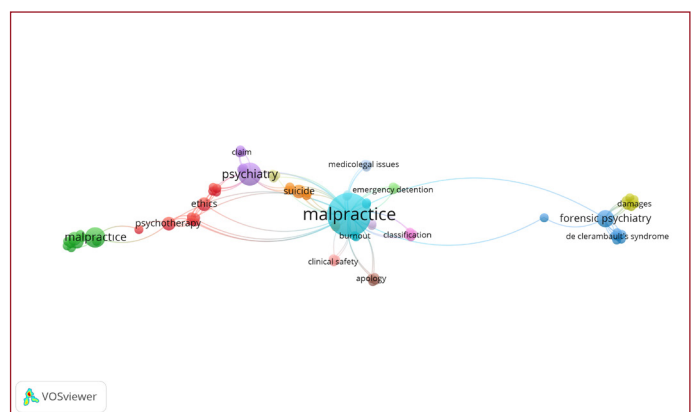 claim
medicolegal issues
psychiatry
suicide
emergency detention
ethics
damages
malpractice
forensic psychiatry
psychotherapy
malpractice
burnout
classification
de clerambault's syndrome
clinical safety
apology
VOSviewer